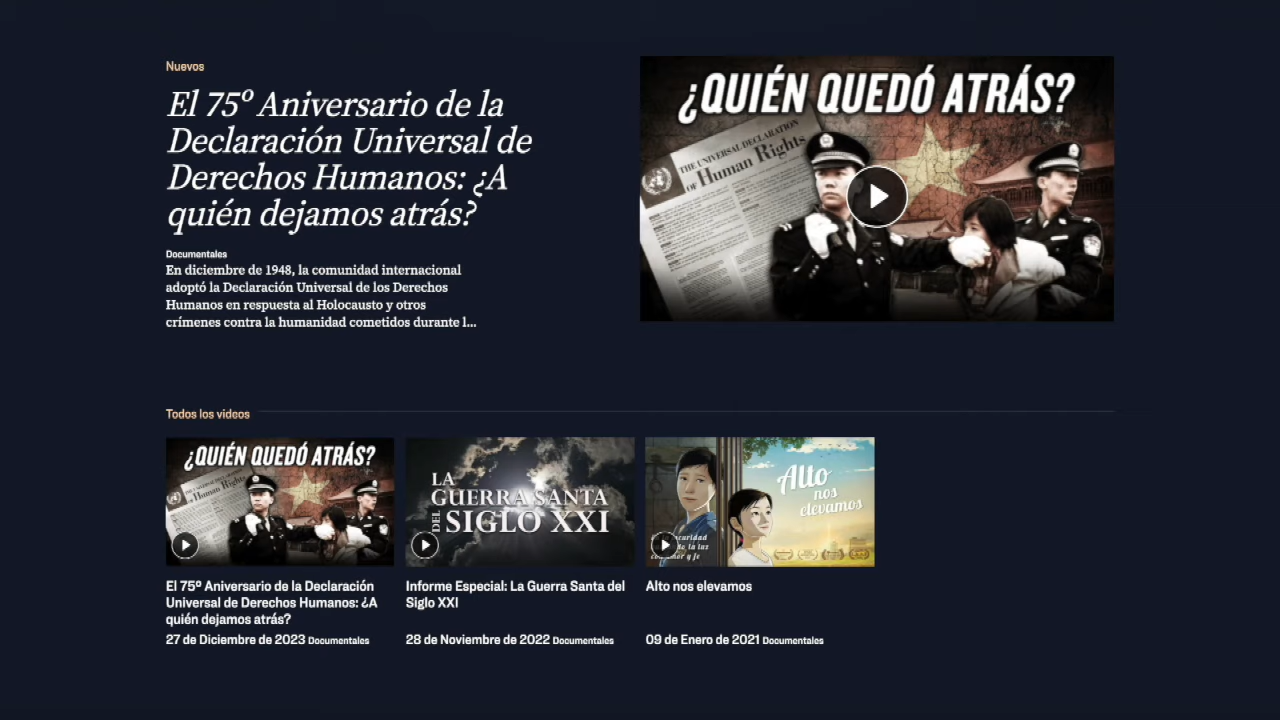 Nuevos
El 75º Aniversario de la
Declaración Universal de
Derechos Humanos: ¿A
quién dejamos atrás?
Documentales
En diciembre de 1948, la comunidad internacional
adoptó la Declaración Universal de los Derechos
Humanos en respuesta al Holocausto y otros
crímenes contra la humanidad cometidos durante l...
¿QUIÉN QUEDÓ ATRÁS?
THE UNIVERSAL DECLARATION
OF Human Rights
Todos los videos
¿QUIÉN QUEDÓ ATRÁS?
Human Rights
LA
GUERRA SANTA
DEL SIGLO XXI
Alto
nos
elevamos
El 75º Aniversario de la Declaración
Universal de Derechos Humanos: ¿A
quién dejamos atrás?
27 de Diciembre de 2023 Documentales
Informe Especial: La Guerra Santa del
Siglo XXI
28 de Noviembre de 2022 Documentales
Alto nos elevamos
09 de Enero de 2021 Documentales